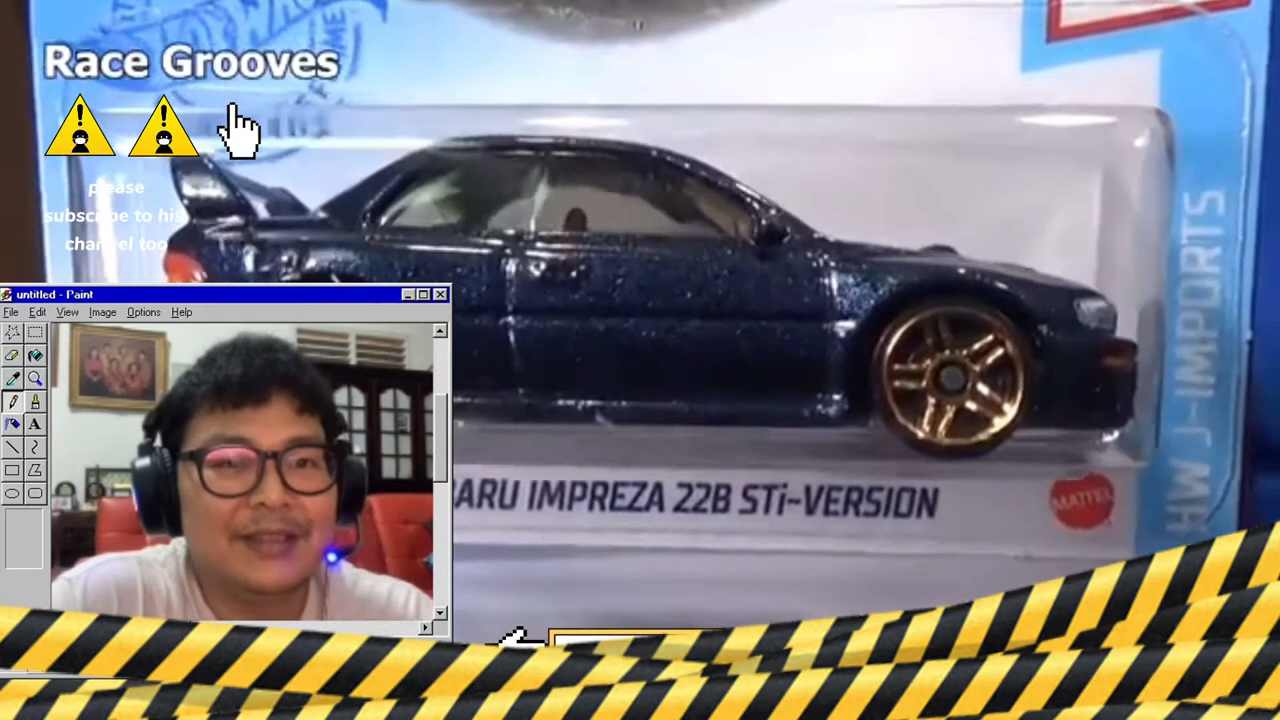 Race Grooves
please
subscribe to his
channel too
untitled - Paint
File Edit View Image Options Help
A
ARU IMPREZA 22B STi-VERSION
MATTEL
HW J-IMPORTS